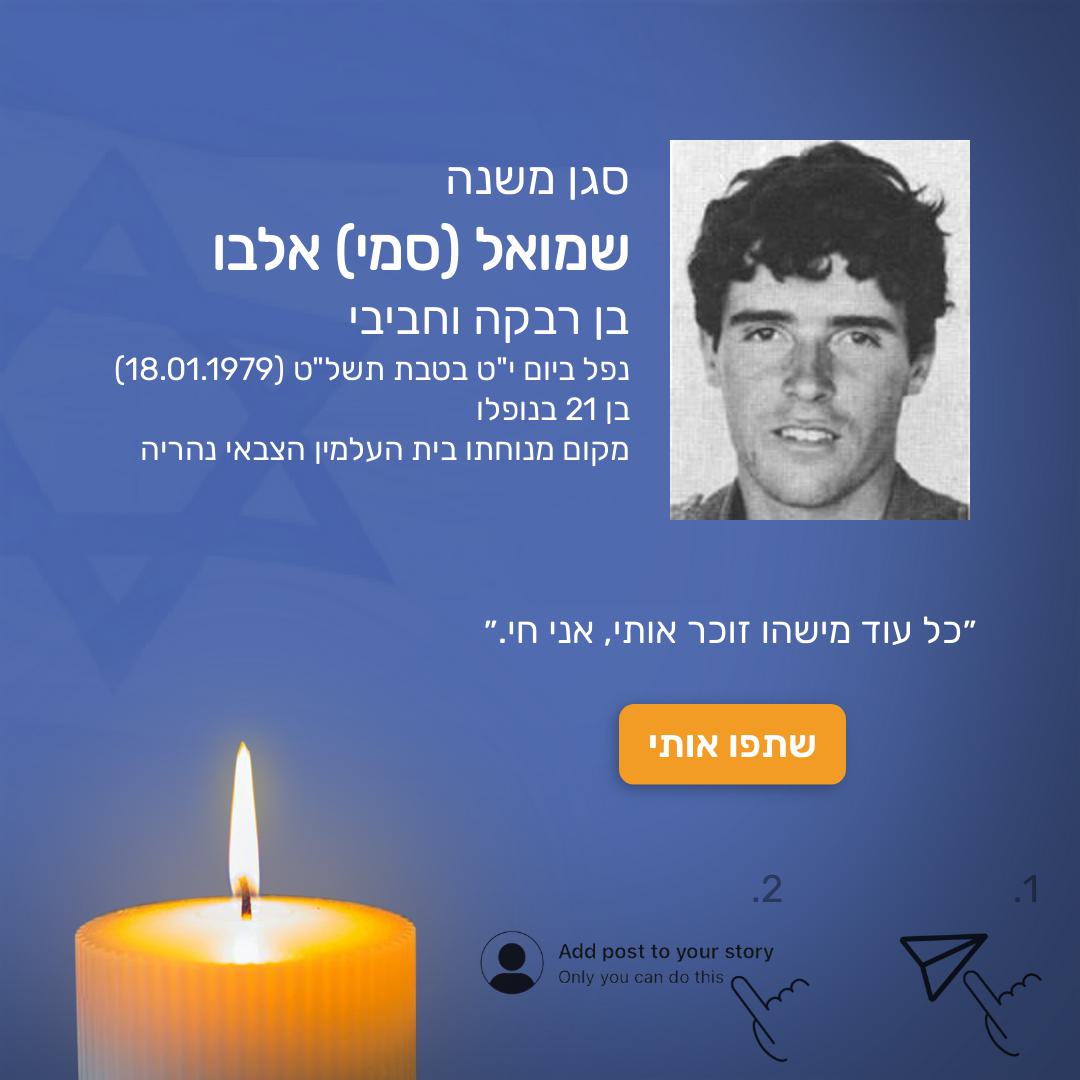 סגן משנה
שמואל (סמי) אלבו
בן רבקה וחביבי
נפל ביום י"ט בטבת תשל"ט (18.01.1979)
בן 21 בנופלו
מקום מנוחתו בית העלמין הצבאי נהריה
״כל עוד מישהו זוכר אותי, אני חי.״
שתפו אותי
.1
.2
Add post to your story
Only you can do this